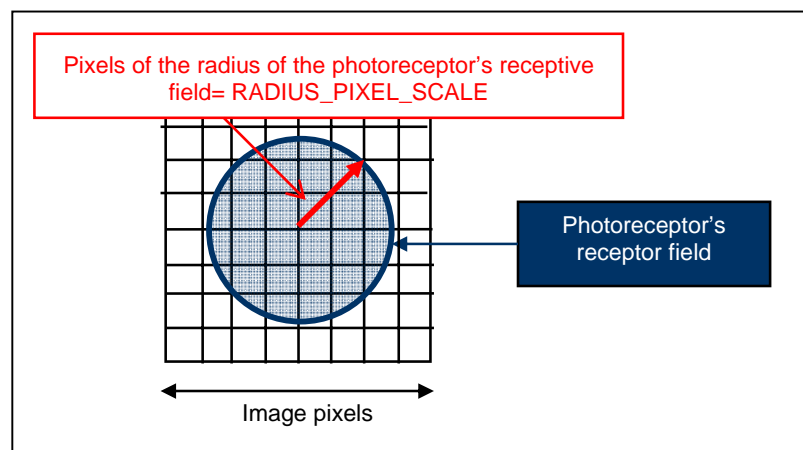 Pixels of the radius of the photoreceptor’s receptive
field= RADIUS_PIXEL_SCALE
Photoreceptor’s
receptor field
Image pixels